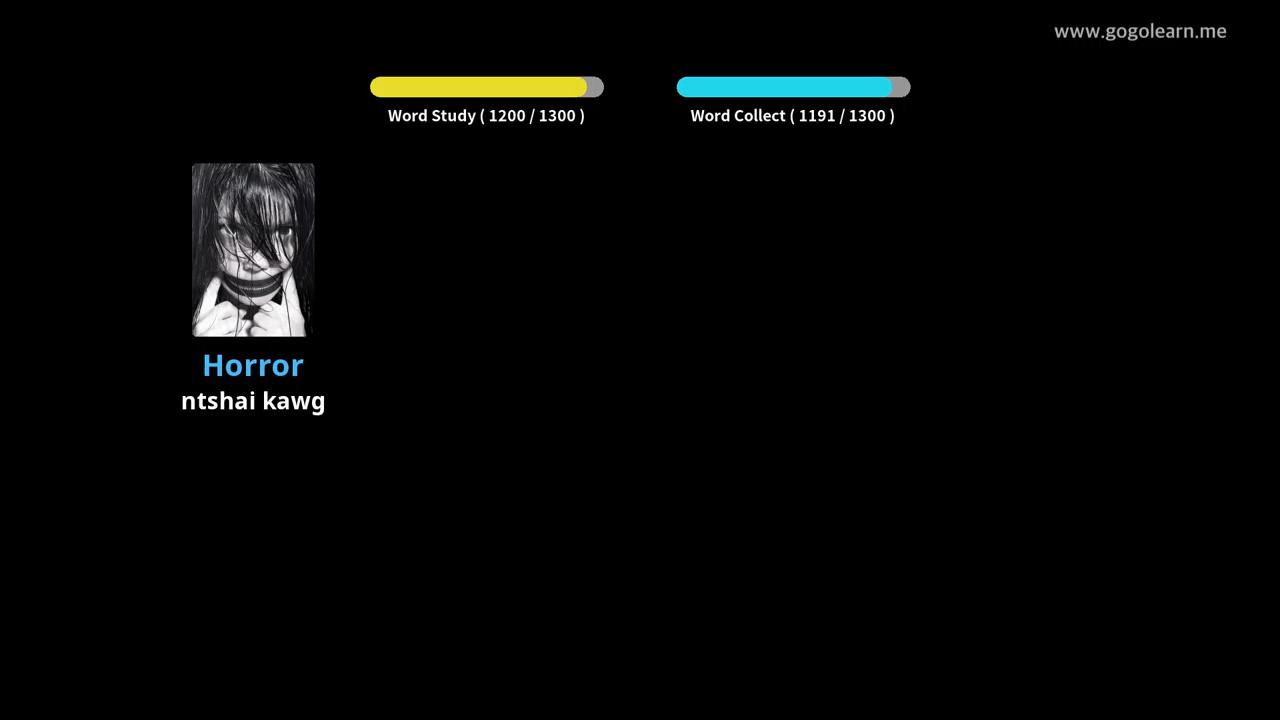 www.gogolearn.me
Word Study ( 1200 / 1300 )
Word Collect ( 1191 / 1300 )
Horror
ntshai kawg